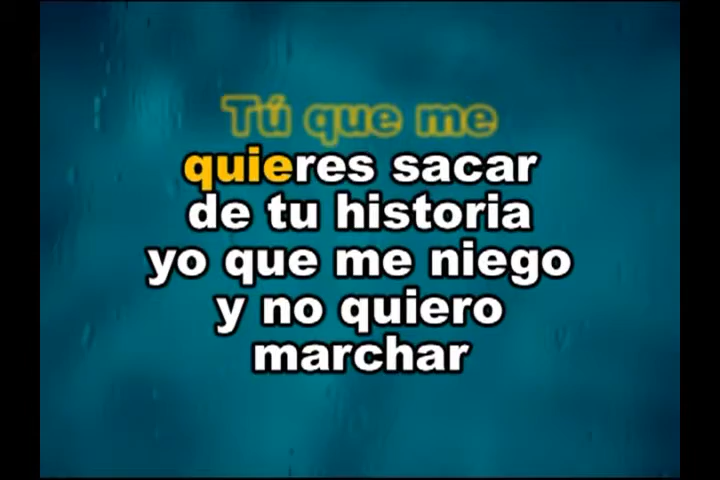 Tú que me
quieres sacar
de tu historia
yo que me niego
y no quiero
marchar